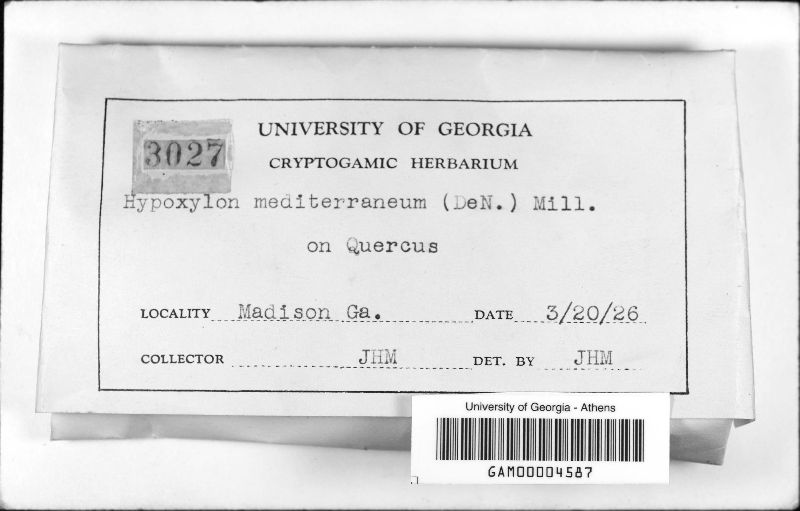 UNIVERSITY OF GEORGIA
CRYPTOGAMIC HERBARIUM
3027
Hypoxylon mediterraneum (DeN.) Mill.
on Quercus
LOCALITY Madison Ga. DATE 3/20/26
COLLECTOR JHM DET. BY JHM
University of Georgia - Athens
GAM00004587